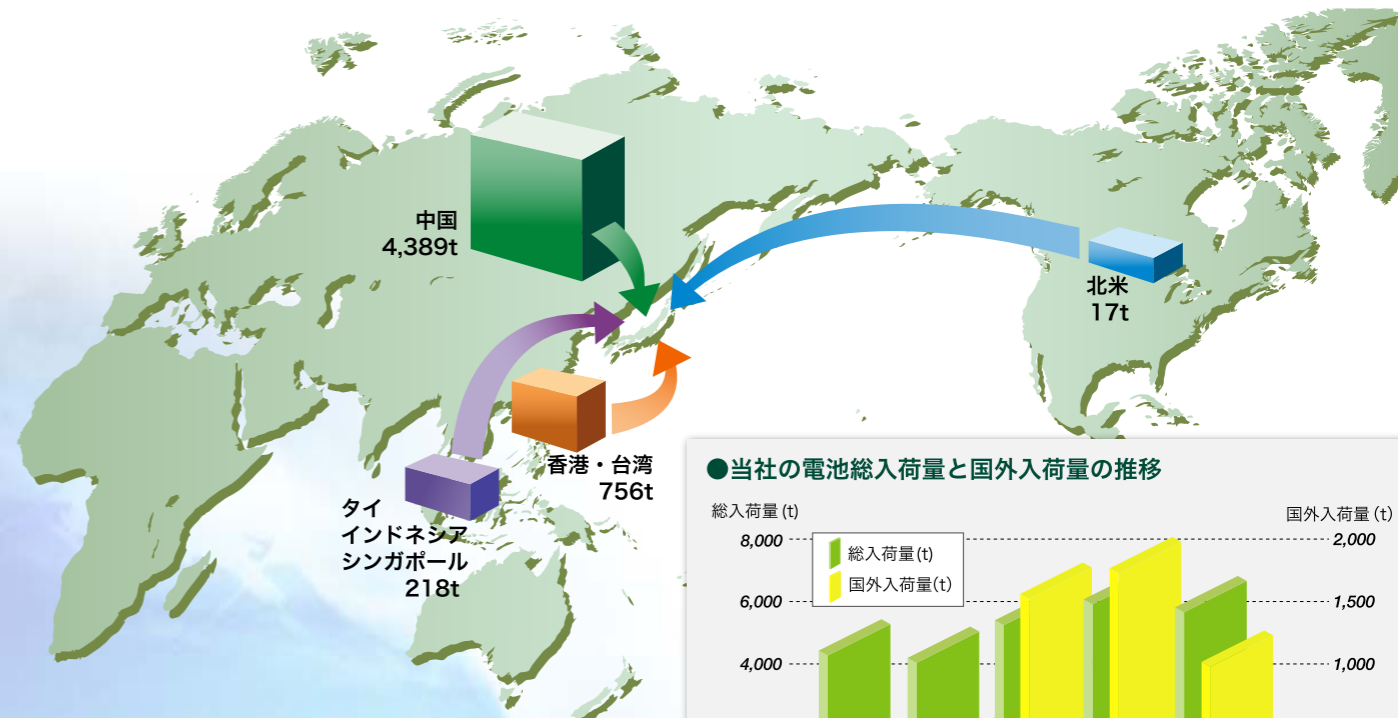 中国
4,389t
北米
17t
香港・台湾
756t
タイ
インドネシア
シンガポール
218t
●当社の電池総入荷量と国外入荷量の推移
総入荷量(t)
国外入荷量(t)
8,000
2,000
総入荷量(t)
国外入荷量(t)
6,000
1,500
4,000
1,000